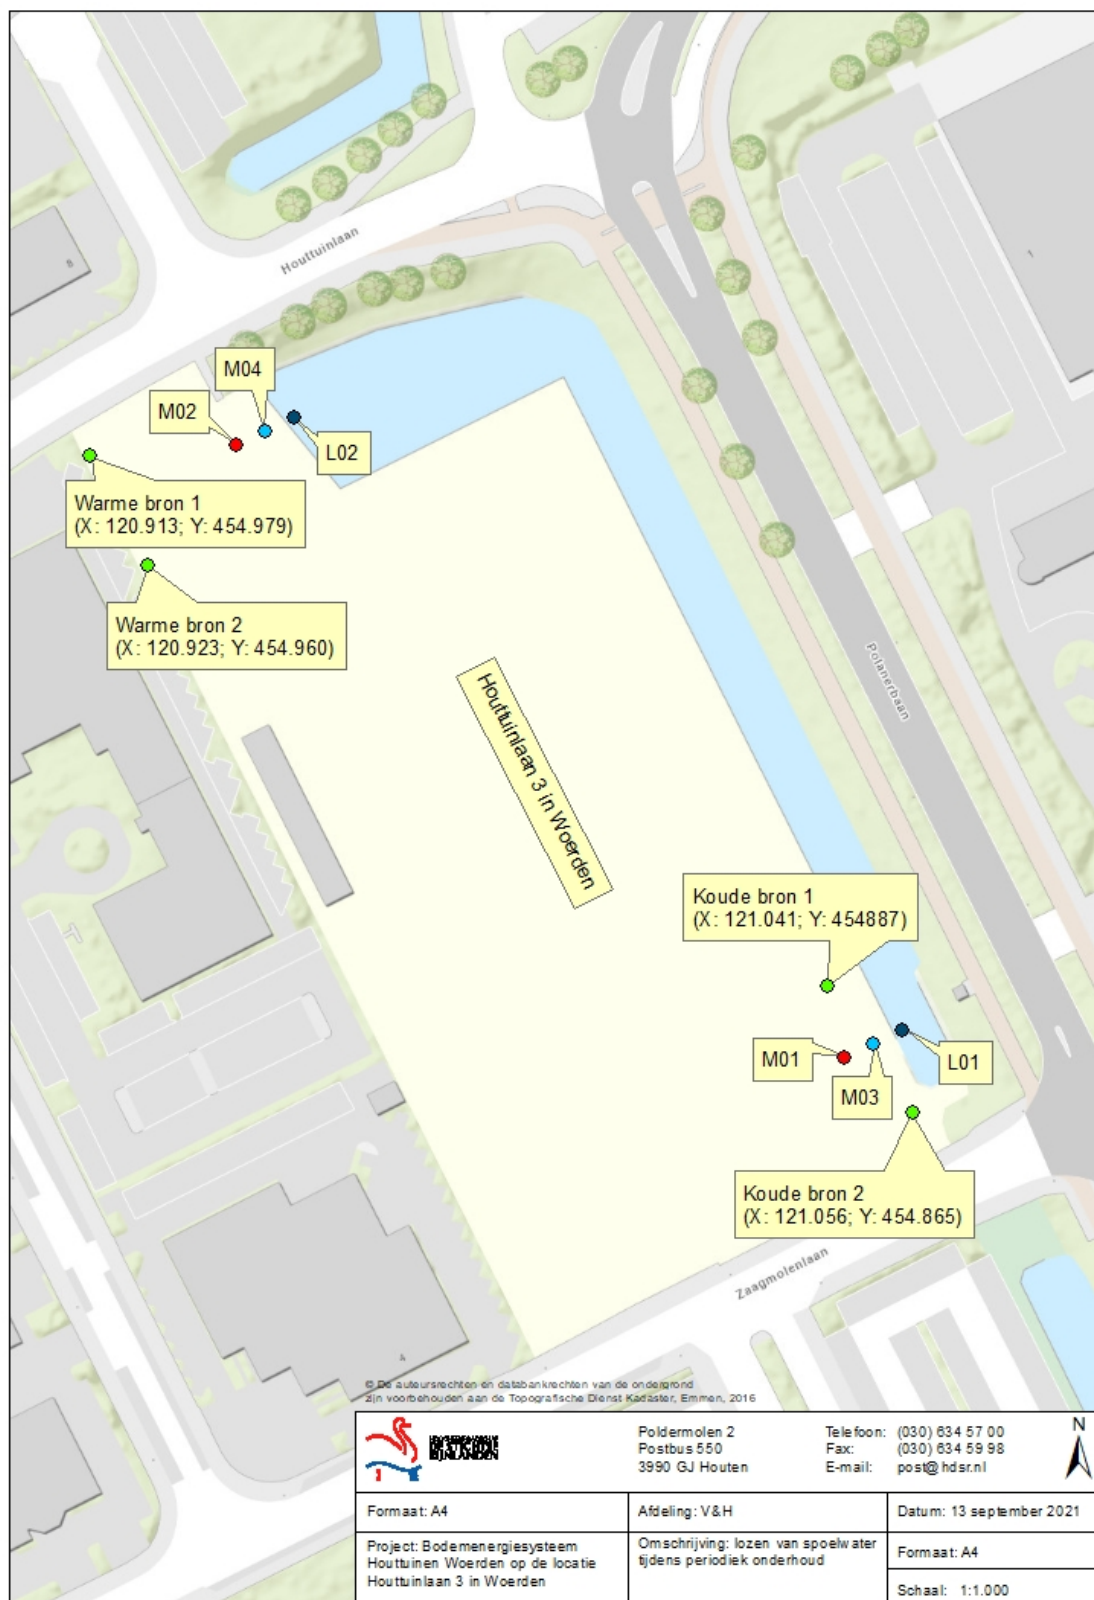 Houttuinlaan
8
1
M04
M02
L02
Warme bron 1
(X: 120.913; Y: 454.979)
Warme bron 2
(X: 120.923; Y: 454.960)
Polanerbaan
Houttuinlaan 3 in Woerden
Koude bron 1
(X: 121.041; Y: 454887)
M01
L01
M03
Koude bron 2
(X: 121.056; Y: 454.865)
Zaagmolenlaan
4
© De auteursrechten en databankrechten van de ondergrond
zijn voorbehouden aan de Topografische Dienst Kadaster, Emmen, 2016
Poldermolen 2
Postbus 550
3990 GJ Houten
Telefoon: (030) 634 57 00
Fax: (030) 634 59 98
E-mail: post@hdsr.nl
N
Formaat: A4
Afdeling: V&H
Datum: 13 september 2021
Project: Bodemenergiesysteem
Houttuinen Woerden op de locatie
Houttuinlaan 3 in Woerden
Omschrijving: lozen van spoelwater
tijdens periodiek onderhoud
Formaat: A4
Schaal: 1:1.000